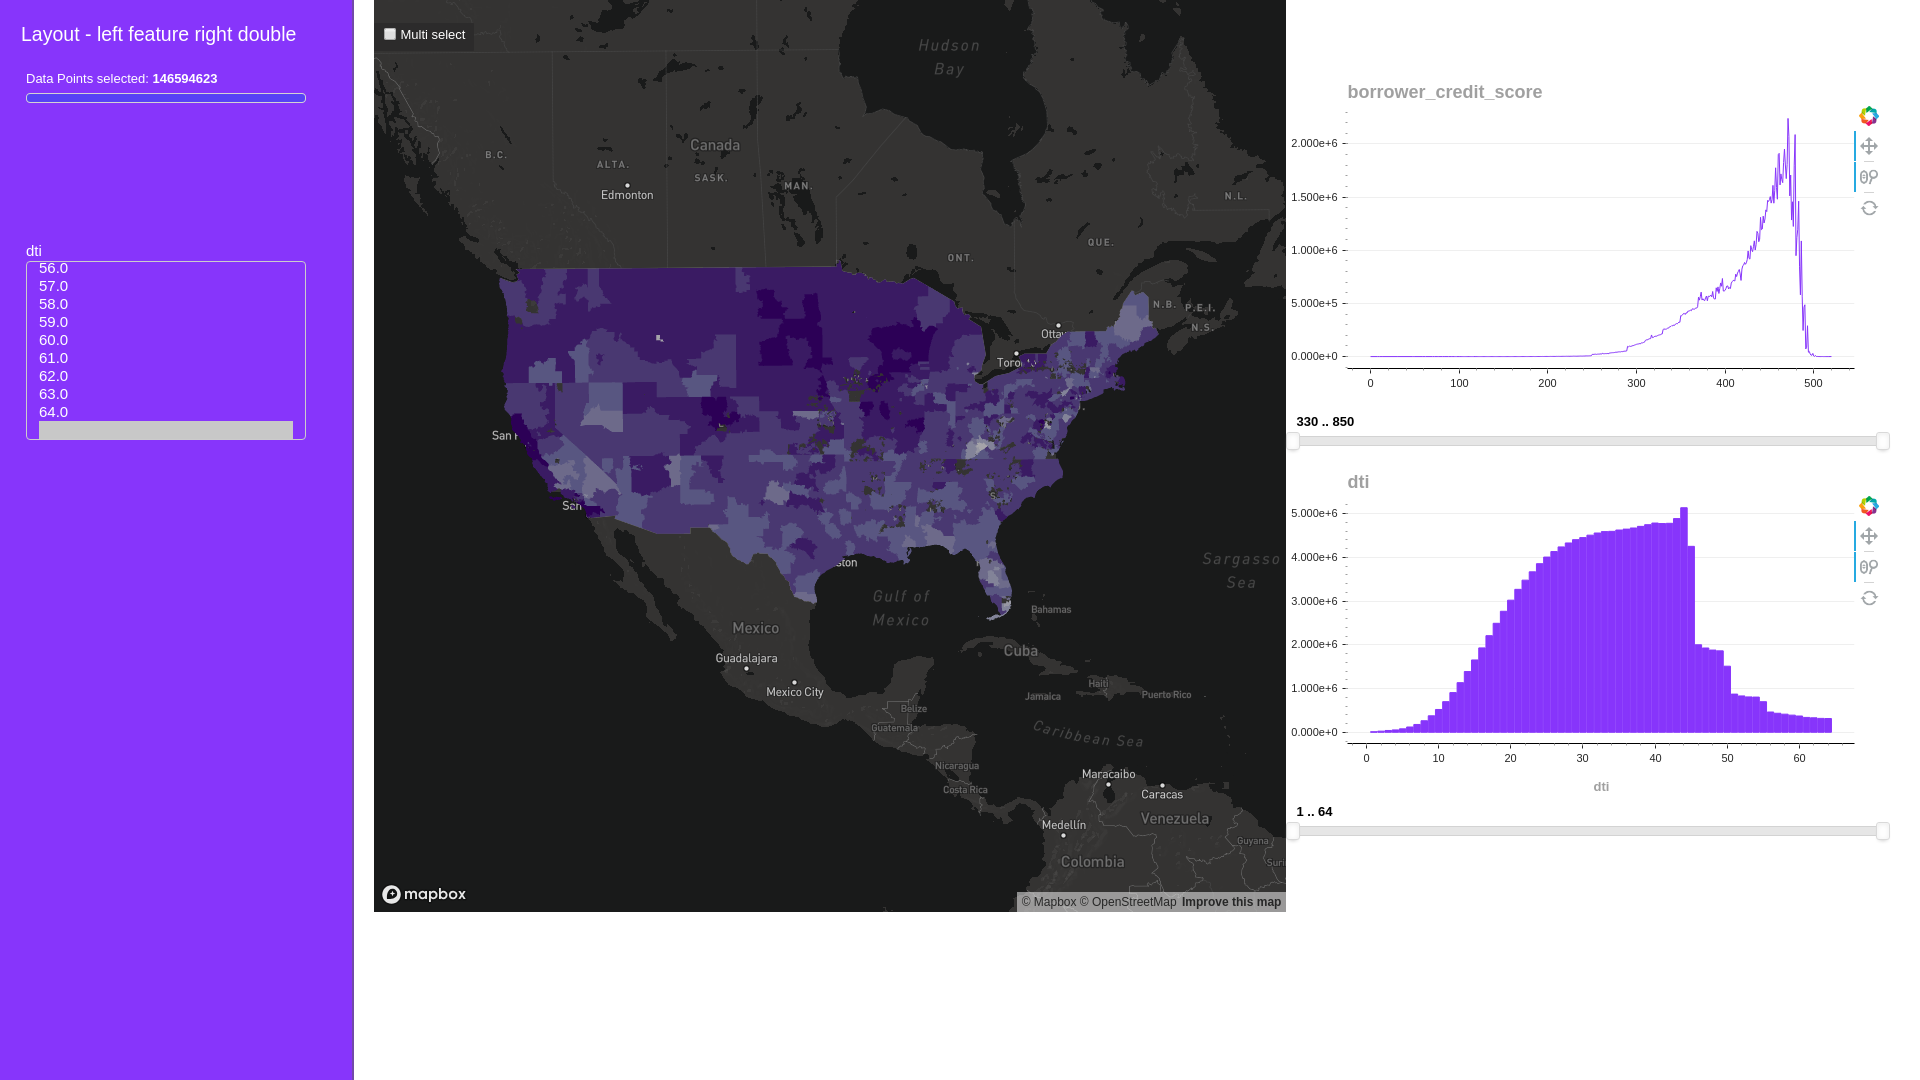 Layout - left feature right double
Data Points selected: 146594623
dti
56.0
57.0
58.0
59.0
60.0
61.0
62.0
63.0
64.0
Multi select
Hudson
Bay
Canada
B.C.
ALTA.
SASK.
MAN.
Edmonton
N.L.
QUE.
ONT.
N.B.
P.E.I.
N.S.
Ottaw
Toro
San
San
ston
Sargasso
Sea
Gulf of
Mexico
Bahamas
Mexico
Cuba
Guadalajara
Mexico City
Haiti
Jamaica
Puerto Rico
Belize
Guatemala
Caribbean Sea
Nicaragua
Costa Rica
Maracaibo
Caracas
Medellín
Venezuela
Guyana
Colombia
Suri
mapbox
© Mapbox © OpenStreetMap Improve this map
borrower_credit_score
2.000e+6
1.500e+6
1.000e+6
5.000e+5
0.000e+0
0 100 200 300 400 500
330 .. 850
dti
5.000e+6
4.000e+6
3.000e+6
2.000e+6
1.000e+6
0.000e+0
0 10 20 30 40 50 60
dti
1 .. 64